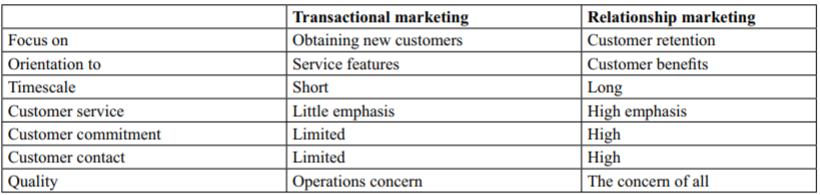 Transactional marketing Relationship marketing
Focus on Obtaining new customers Customer retention
Orientation to Service features Customer benefits
Timescale Short Long
Customer service Little emphasis High emphasis
Customer commitment Limited High
Customer contact Limited High
Quality Operations concern The concern of all